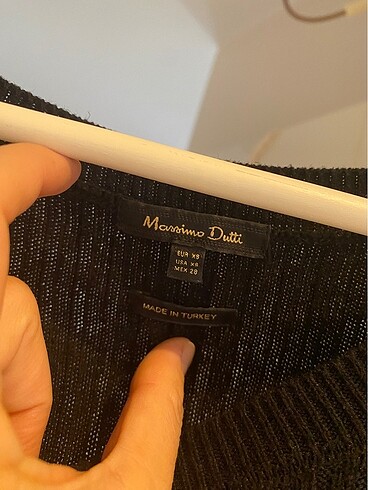 Massimo Dutti
EUR XS
USA XS
MEX 28
MADE IN TURKEY